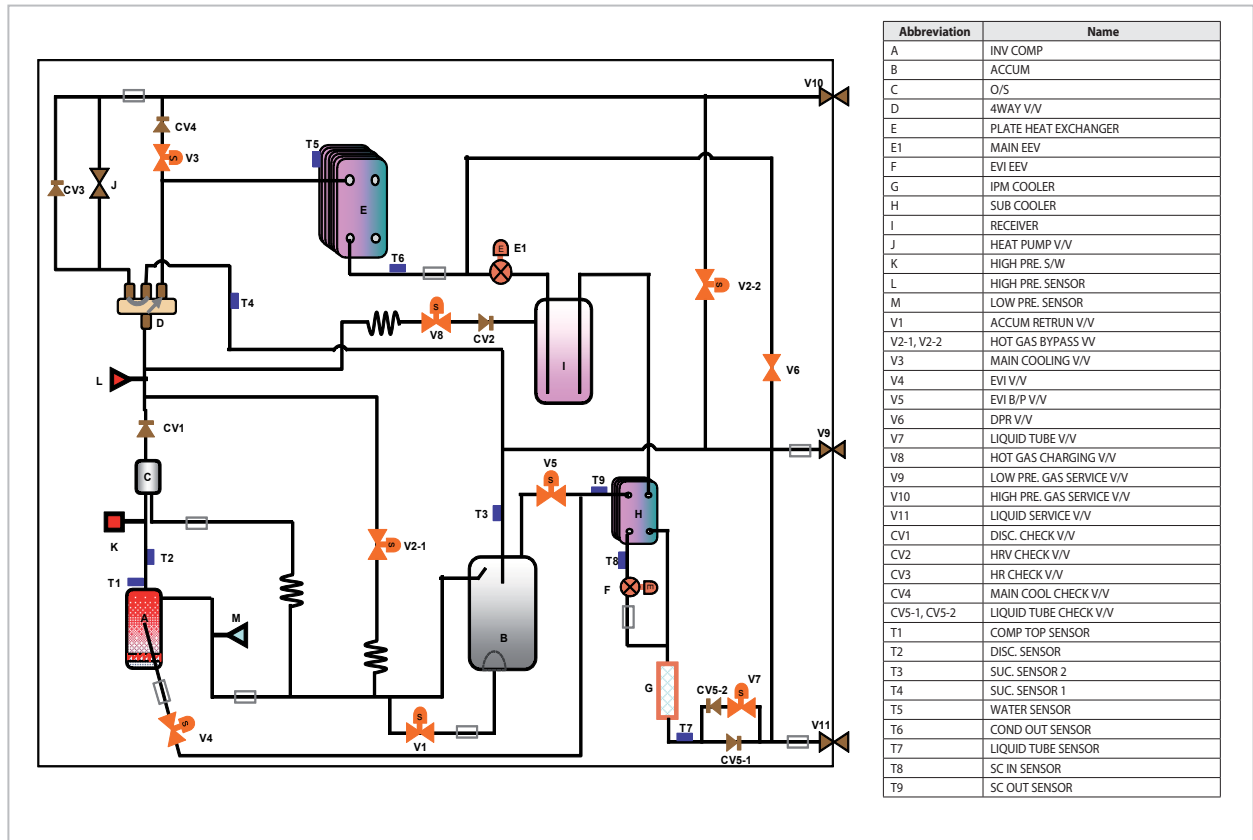 V10
CV4
V3
T5
CV3
J
E
E1
T6
T4
V2-2
D
V8
CV2
I
V6
L
CV1
V9
C
V5
T9
T3
H
K
T2
V2-1
T8
T1
F
M
A
B
G
CV5-2
V7
V4
V1
T7
V11
CV5-1
S
S
S
S
S
S
S
S
E
E
Abbreviation Name
A INV COMP
B ACCUM
C O/S
D 4WAY V/V
E PLATE HEAT EXCHANGER
E1 MAIN EEV
F EVI EEV
G IPM COOLER
H SUB COOLER
I RECEIVER
J HEAT PUMP V/V
K HIGH PRE. S/W
L HIGH PRE. SENSOR
M LOW PRE. SENSOR
V1 ACCUM RETRUN V/V
V2-1, V2-2 HOT GAS BYPASS VV
V3 MAIN COOLING V/V
V4 EVI V/V
V5 EVI B/P V/V
V6 DPR V/V
V7 LIQUID TUBE V/V
V8 HOT GAS CHARGING V/V
V9 LOW PRE. GAS SERVICE V/V
V10 HIGH PRE. GAS SERVICE V/V
V11 LIQUID SERVICE V/V
CV1 DISC. CHECK V/V
CV2 HRV CHECK V/V
CV3 HR CHECK V/V
CV4 MAIN COOL CHECK V/V
CV5-1, CV5-2 LIQUID TUBE CHECK V/V
T1 COMP TOP SENSOR
T2 DISC. SENSOR
T3 SUC. SENSOR 2
T4 SUC. SENSOR 1
T5 WATER SENSOR
T6 COND OUT SENSOR
T7 LIQUID TUBE SENSOR
T8 SC IN SENSOR
T9 SC OUT SENSOR